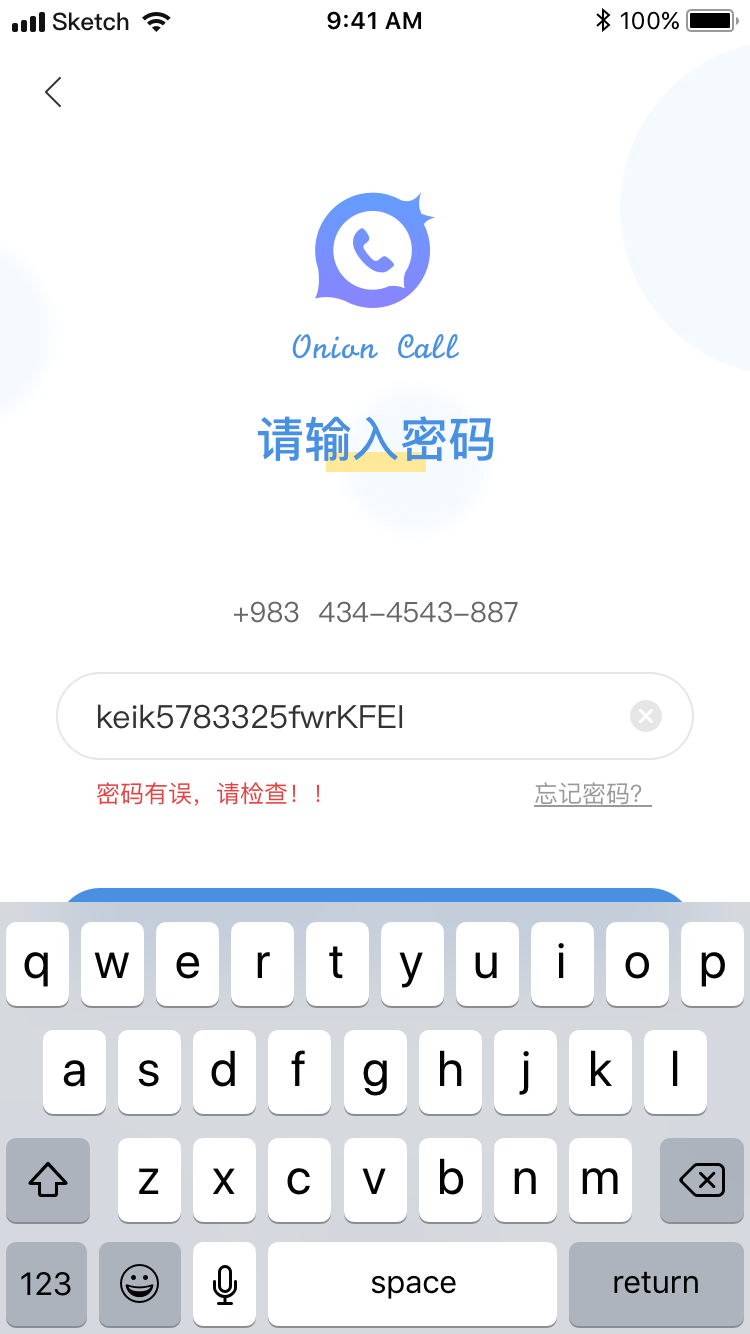 Sketch 9:41 AM 100%
Onion Call
请输入密码
+983 434-4543-887
keik5783325fwrKFEI
密码有误，请检查！！ 忘记密码？
q w e r t y u i o p
a s d f g h j k l
z x c v b n m
123 space return